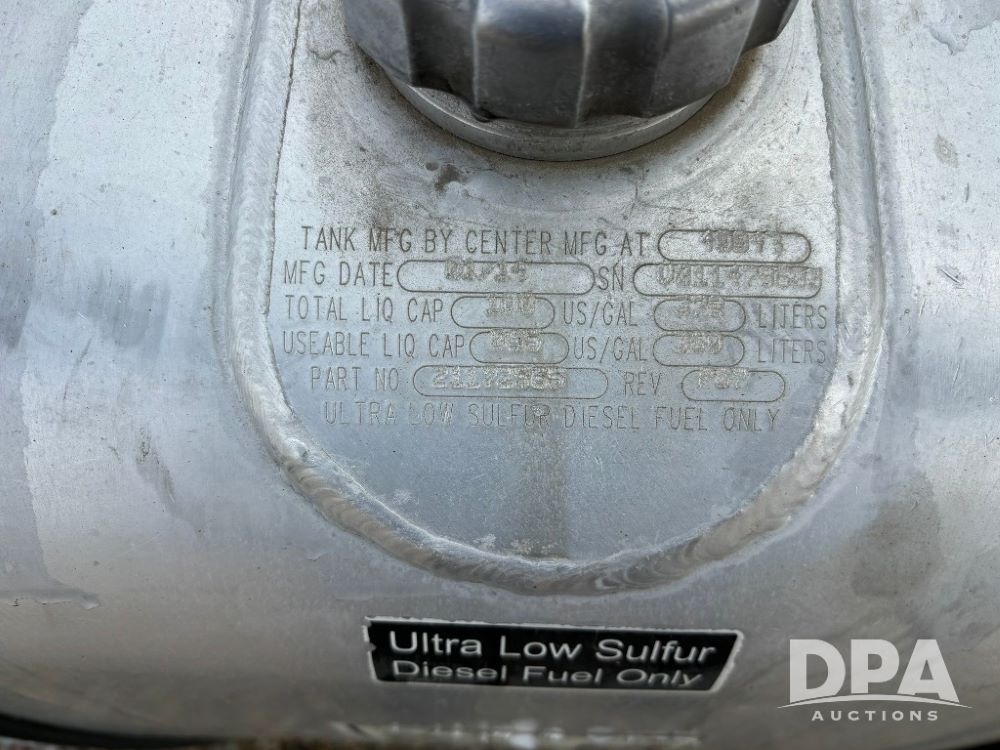 TANK MFG BY CENTER MFG AT
MFG DATE 01/14 SN
TOTAL LIQ CAP US/GAL LITERS
USEABLE LIQ CAP US/GAL LITERS
PART NO REV
ULTRA LOW SULFUR DIESEL FUEL ONLY
Ultra Low Sulfur
Diesel Fuel Only
DPA
AUCTIONS